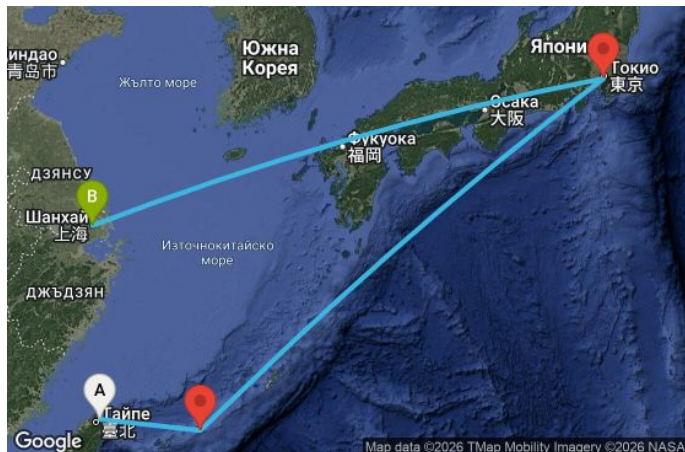 индао
青岛市
Южна
Корея
Жълто море
Япони
Токио
東京
Осака
大阪
Фукуока
福岡
ДЗЯНСУ
B
Шанхай
上海
Източнокитайско
море
ДЖЪДЗЯН
A
Тайпе
臺北
Google
Map data ©2026 TMap Mobility Imagery ©2026 NASA